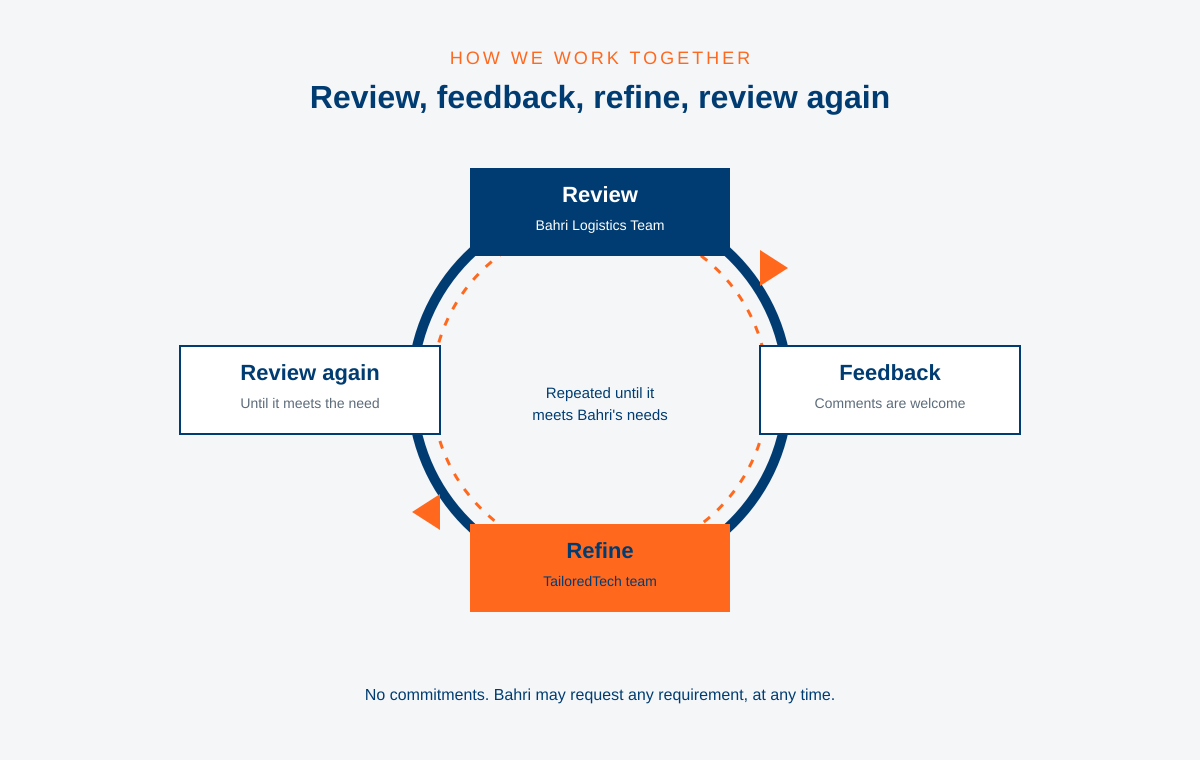 HOW WE WORK TOGETHER
Review, feedback, refine, review again
Review
Bahri Logistics Team
Review again
Until it meets the need
Repeated until it
meets Bahri's needs
Feedback
Comments are welcome
Refine
TailoredTech team
No commitments. Bahri may request any requirement, at any time.